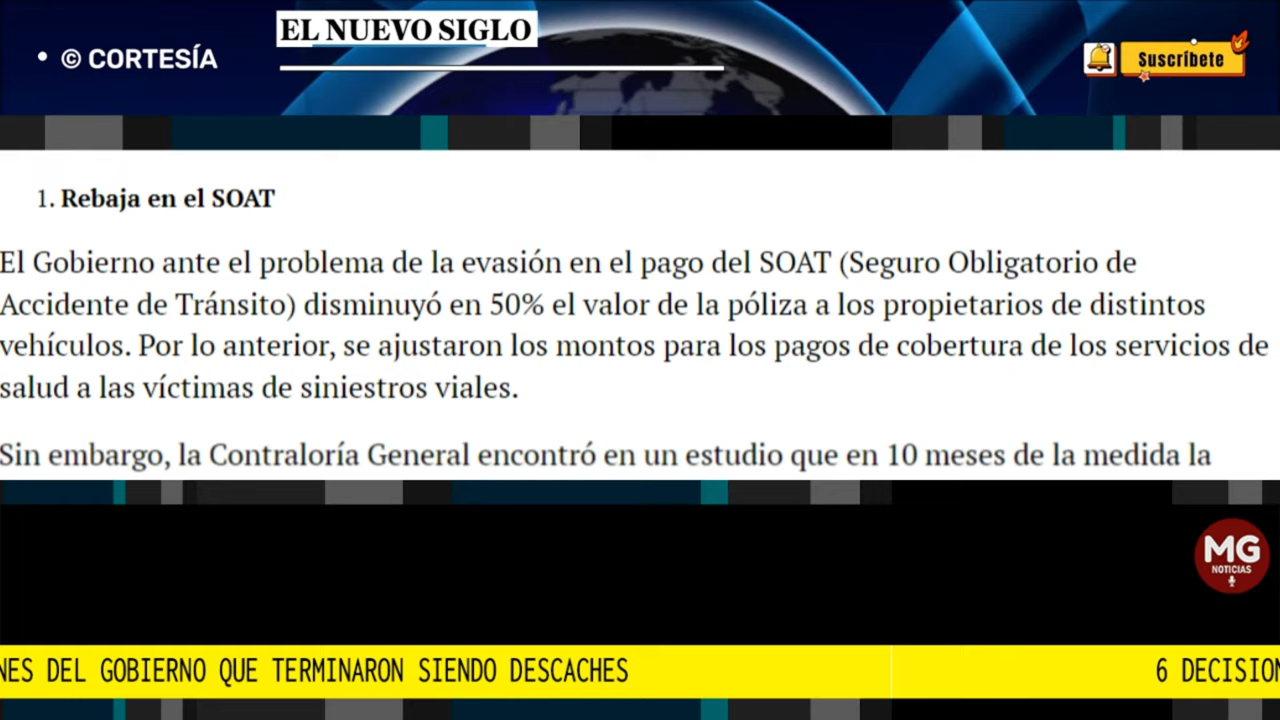 EL NUEVO SIGLO
• © CORTESÍA
Suscríbete
1. Rebaja en el SOAT
El Gobierno ante el problema de la evasión en el pago del SOAT (Seguro Obligatorio de
Accidente de Tránsito) disminuyó en 50% el valor de la póliza a los propietarios de distintos
vehículos. Por lo anterior, se ajustaron los montos para los pagos de cobertura de los servicios de
salud a las víctimas de siniestros viales.
Sin embargo, la Contraloría General encontró en un estudio que en 10 meses de la medida la
MG
NOTICIAS
NES DEL GOBIERNO QUE TERMINARON SIENDO DESCACHES
6 DECISION